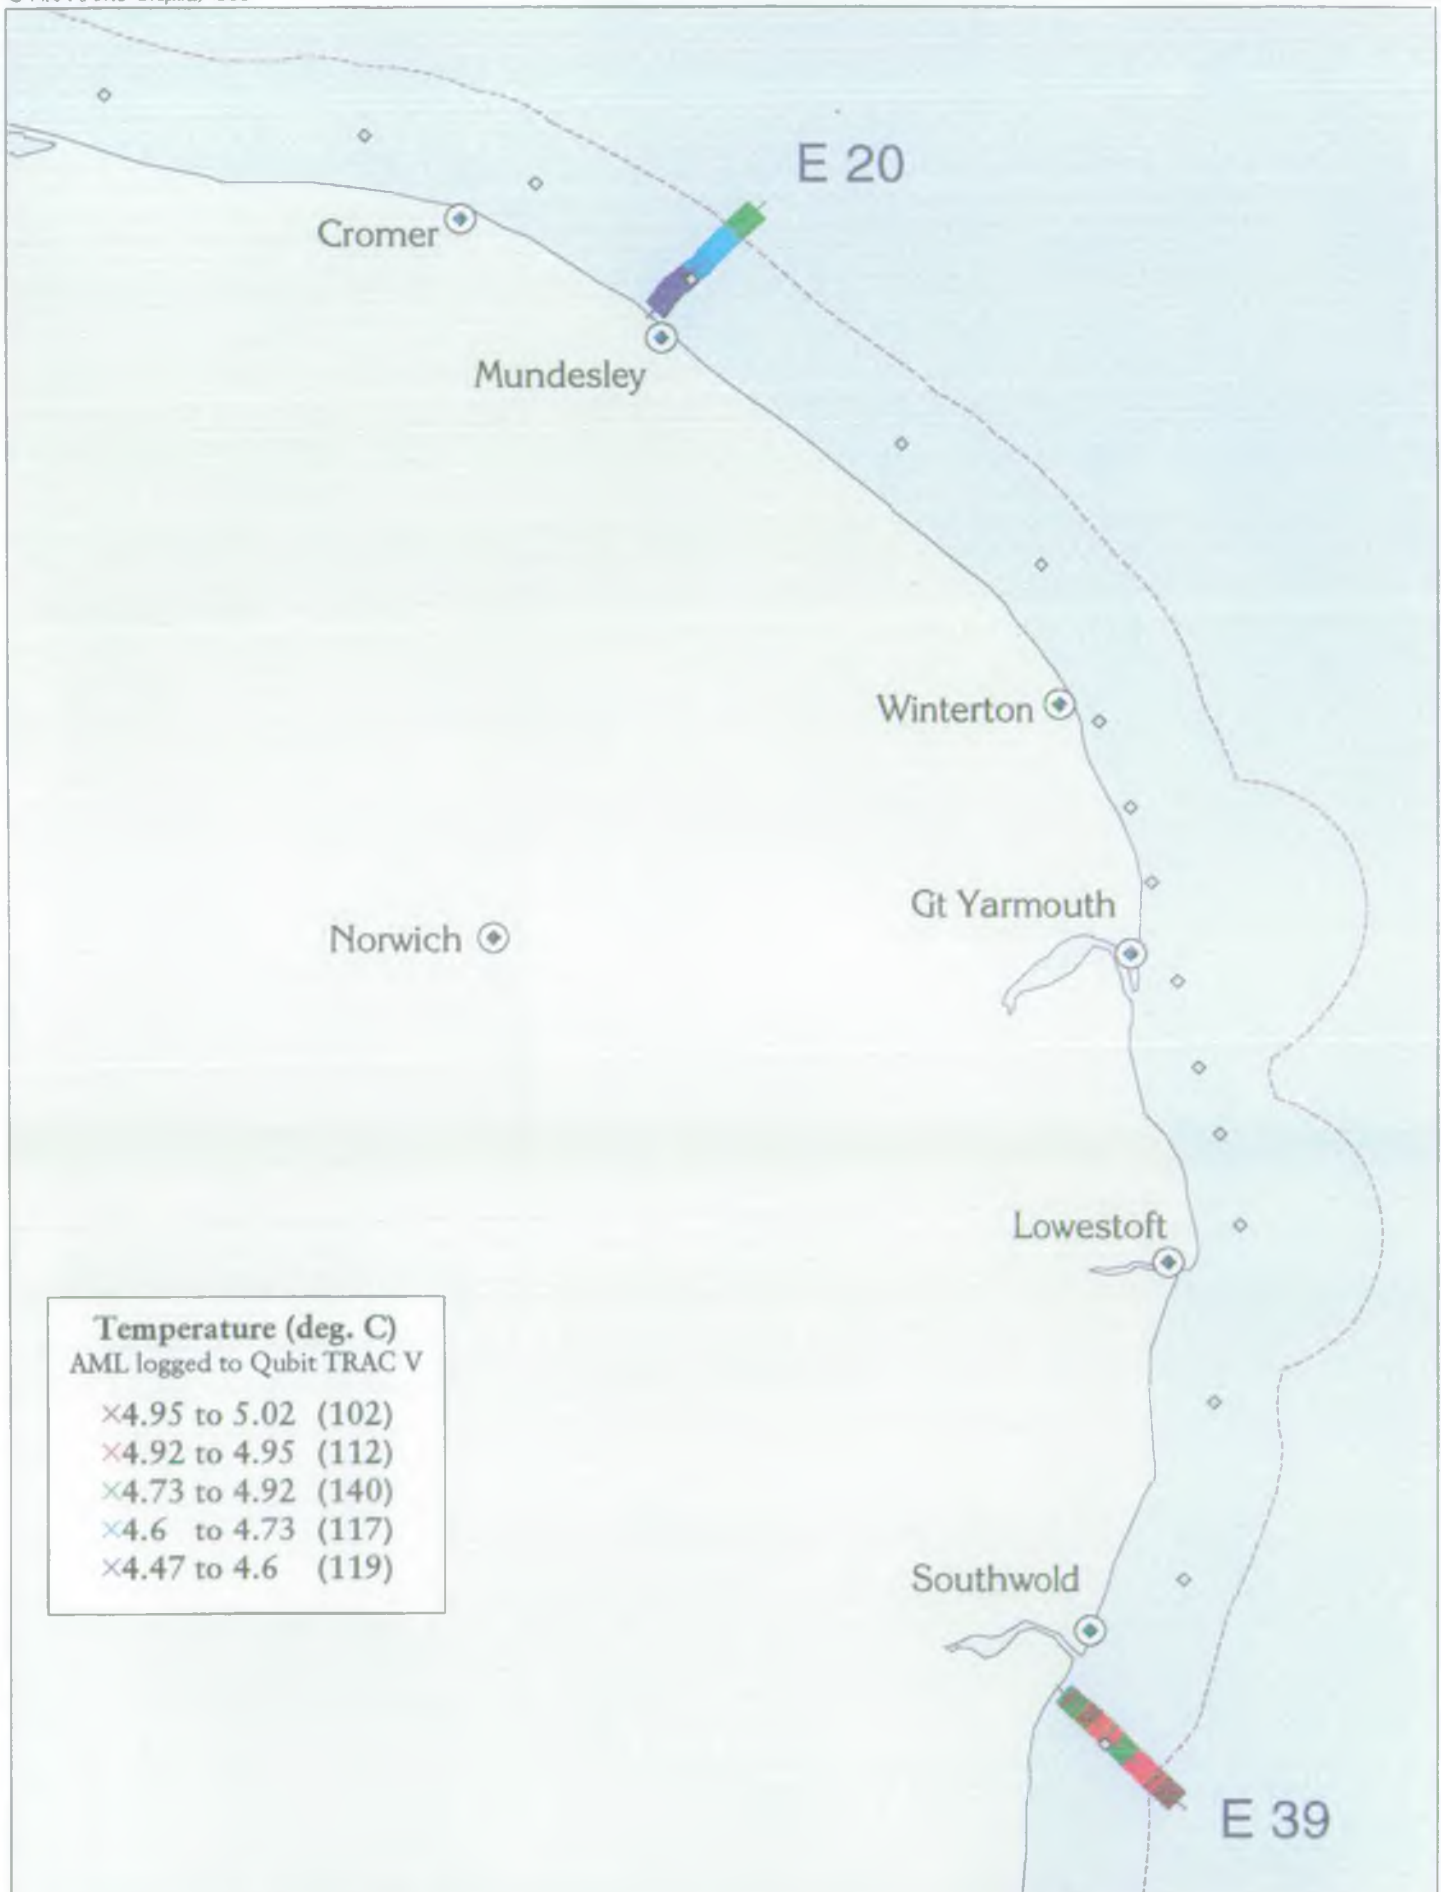 E 20
Cromer
Mundesley
Winterton
Gt Yarmouth
Norwich
Lowestoft
Temperature (deg. C)
AML logged to Qubit TRAC V
×4.95 to 5.02 (102)
×4.92 to 4.95 (112)
×4.73 to 4.92 (140)
×4.6 to 4.73 (117)
×4.47 to 4.6 (119)
Southwold
E 39